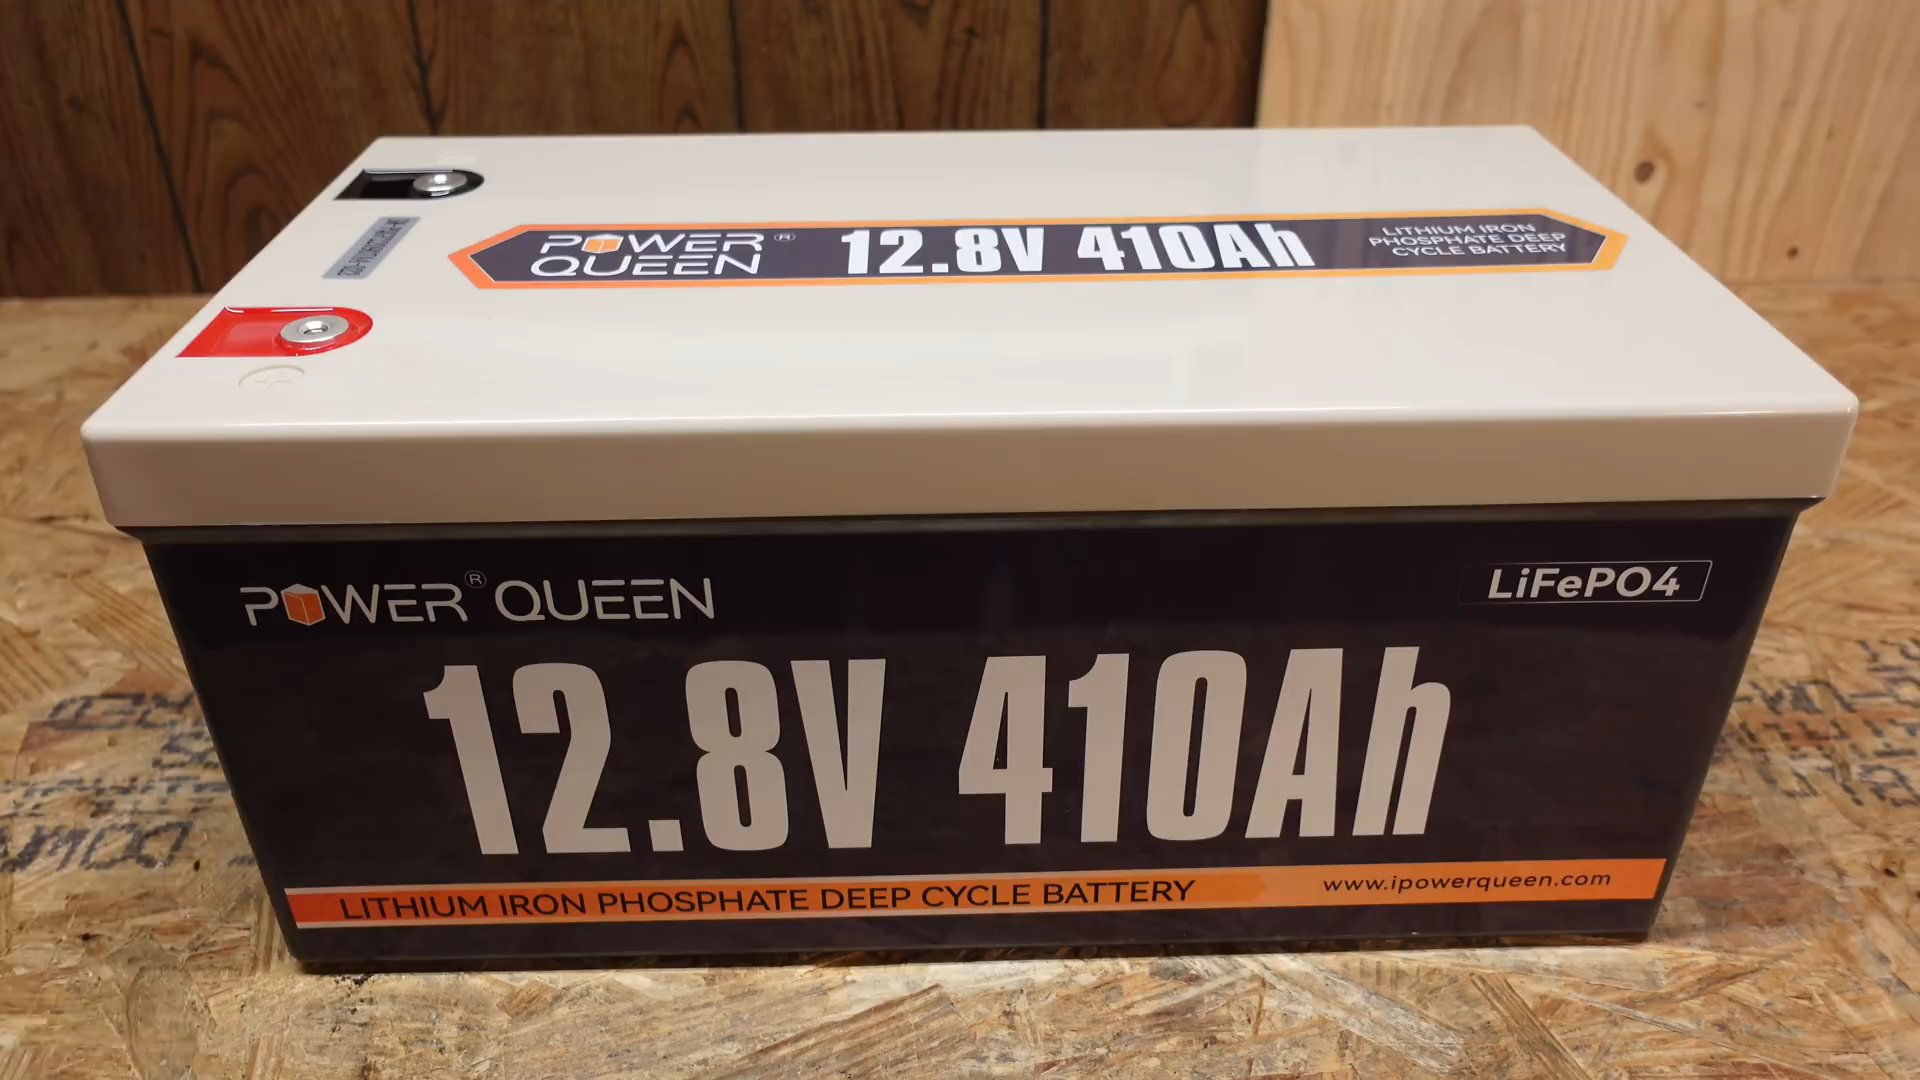 POWER® QUEEN
12.8V 410Ah
LITHIUM IRON
PHOSPHATE DEEP
CYCLE BATTERY
POWER® QUEEN
LiFePO4
12.8V 410Ah
LITHIUM IRON PHOSPHATE DEEP CYCLE BATTERY
www.ipowerqueen.com